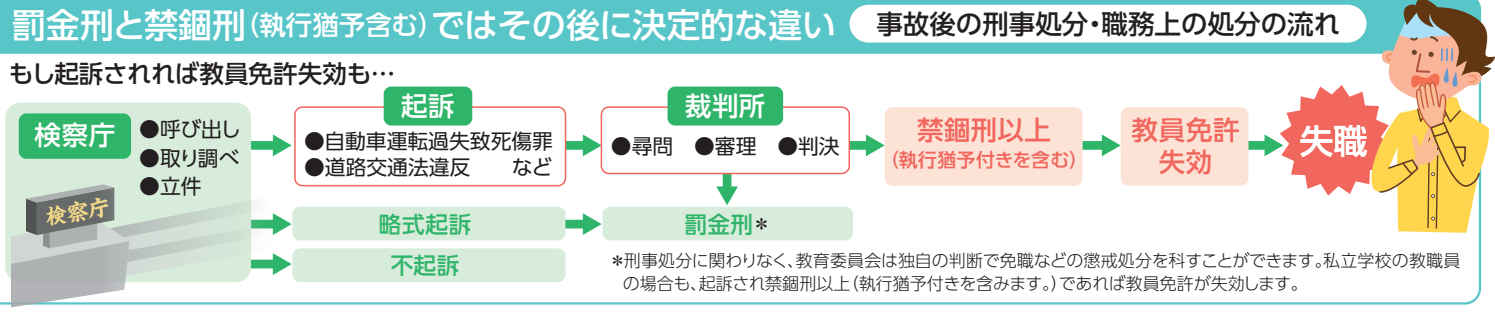 罰金刑と禁錮刑(執行猶予含む)ではその後に決定的な違い
事故後の刑事処分・職務上の処分の流れ
もし起訴されれば教員免許失効も…
検察庁
●呼び出し
●取り調べ
●立件
検察庁
起訴
●自動車運転過失致死傷罪
●道路交通法違反 など
裁判所
●尋問 ●審理 ●判決
禁錮刑以上
(執行猶予付きを含む)
教員免許
失効
失職
略式起訴
罰金刑*
不起訴
*刑事処分に関わりなく、教育委員会は独自の判断で免職などの懲戒処分を科すことができます。私立学校の教職員
の場合も、起訴され禁錮刑以上(執行猶予付きを含みます。)であれば教員免許が失効します。